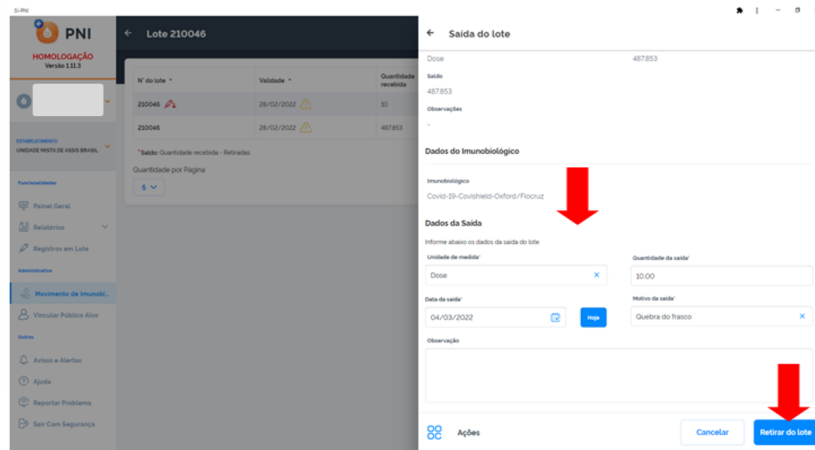 SI-PNI
PNI
HOMOLOGAÇÃO
Versão 1.11.3
ESTABELECIMENTO
UNIDADE MISTA DE ASSIS BRASIL
Funcionalidades
Painel Geral
Relatórios
Registros em Lote
Administrativo
Movimento de Imunobi..
Vincular Público Alvo
Outros
Avisos e Alertas
Ajuda
Reportar Problema
Sair Com Segurança
Lote 210046
N° do lote
Validade
Quantidade recebida
210046
28/02/2022
10
210046
28/02/2022
487.853
*Saldo: Quantidade recebida - Retiradas
Quantidade por Página
5
Saída do lote
Dose
487.853
Saldo
487.853
Observações
-
Dados do Imunobiológico
Imunobiológico
Covid-19-Covishield-Oxford/Fiocruz
Dados da Saída
Informe abaixo os dados da saída do lote.
Unidade de medida*
Quantidade da saída*
Dose
10.00
Data da saída*
Motivo da saída*
04/03/2022
Hoje
Quebra do frasco
Observação
Ações
Cancelar
Retirar do lote